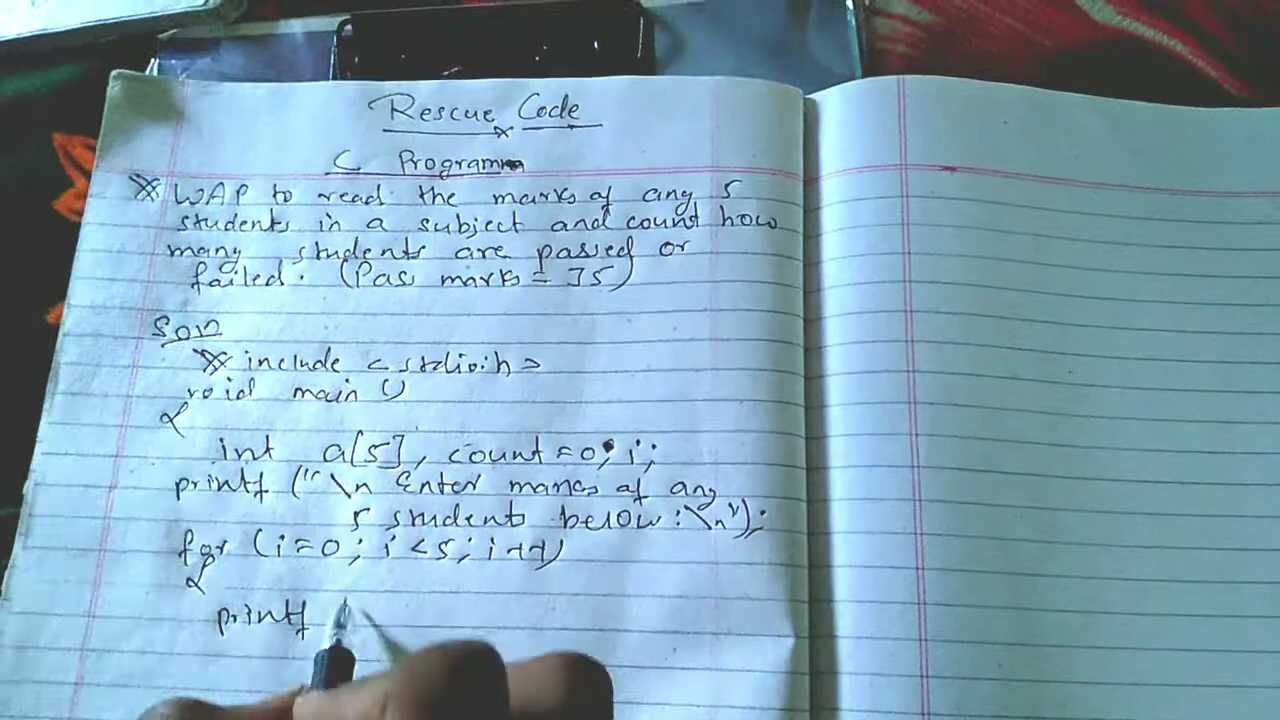 Rescue Code
C Program
WAP to read the marks of any 5
students in a subject and count how
many students are passed or
failed. (Pass marks = 35)
Soln
# include <stdio.h>
void main ()
{
int a[5], count=0, i;
printf ("\n Enter marks of any
5 students below:\n");
for (i=0; i<5; i++)
{
printf